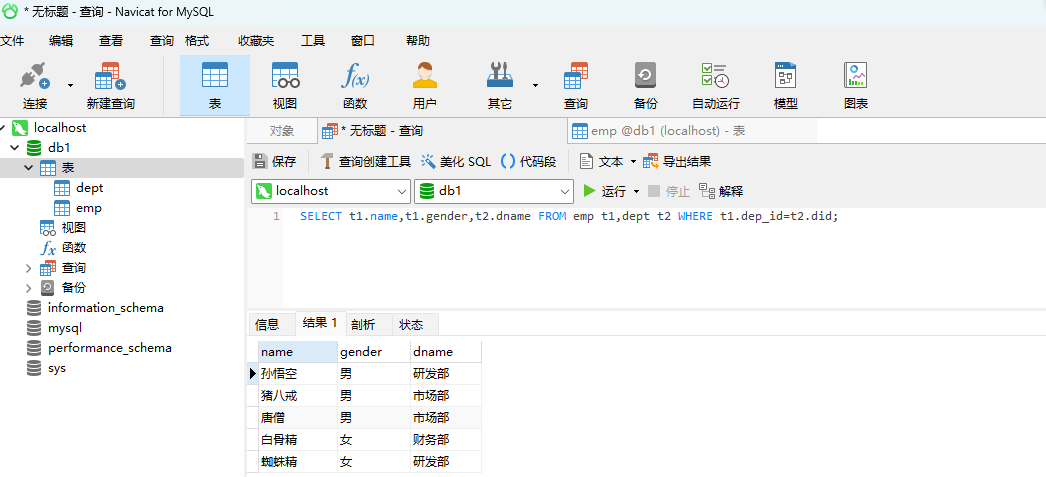 * 无标题 - 查询 - Navicat for MySQL
文件 编辑 查看 查询 格式 收藏夹 工具 窗口 帮助
连接 新建查询 表 视图 函数 用户 其它 查询 备份 自动运行 模型 图表
localhost
db1
表
dept
emp
视图
函数
查询
备份
information_schema
mysql
performance_schema
sys
对象 * 无标题 - 查询 emp @db1 (localhost) - 表
保存 查询创建工具 美化 SQL () 代码段 文本 导出结果
localhost db1 运行 停止 解释
1 SELECT t1.name,t1.gender,t2.dname FROM emp t1,dept t2 WHERE t1.dep_id=t2.did;
信息 结果 1 剖析 状态
name gender dname
孙悟空 男 研发部
猪八戒 男 市场部
唐僧 男 市场部
白骨精 女 财务部
蜘蛛精 女 研发部